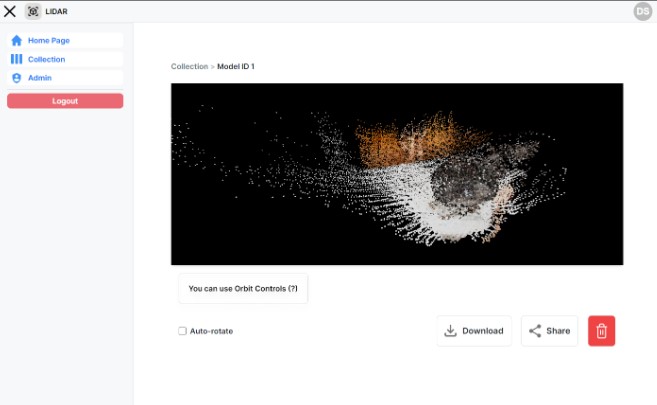 LIDAR
DS
Home Page
Collection
Admin
Logout
Collection > Model ID 1
You can use Orbit Controls (?)
Auto-rotate
Download
Share